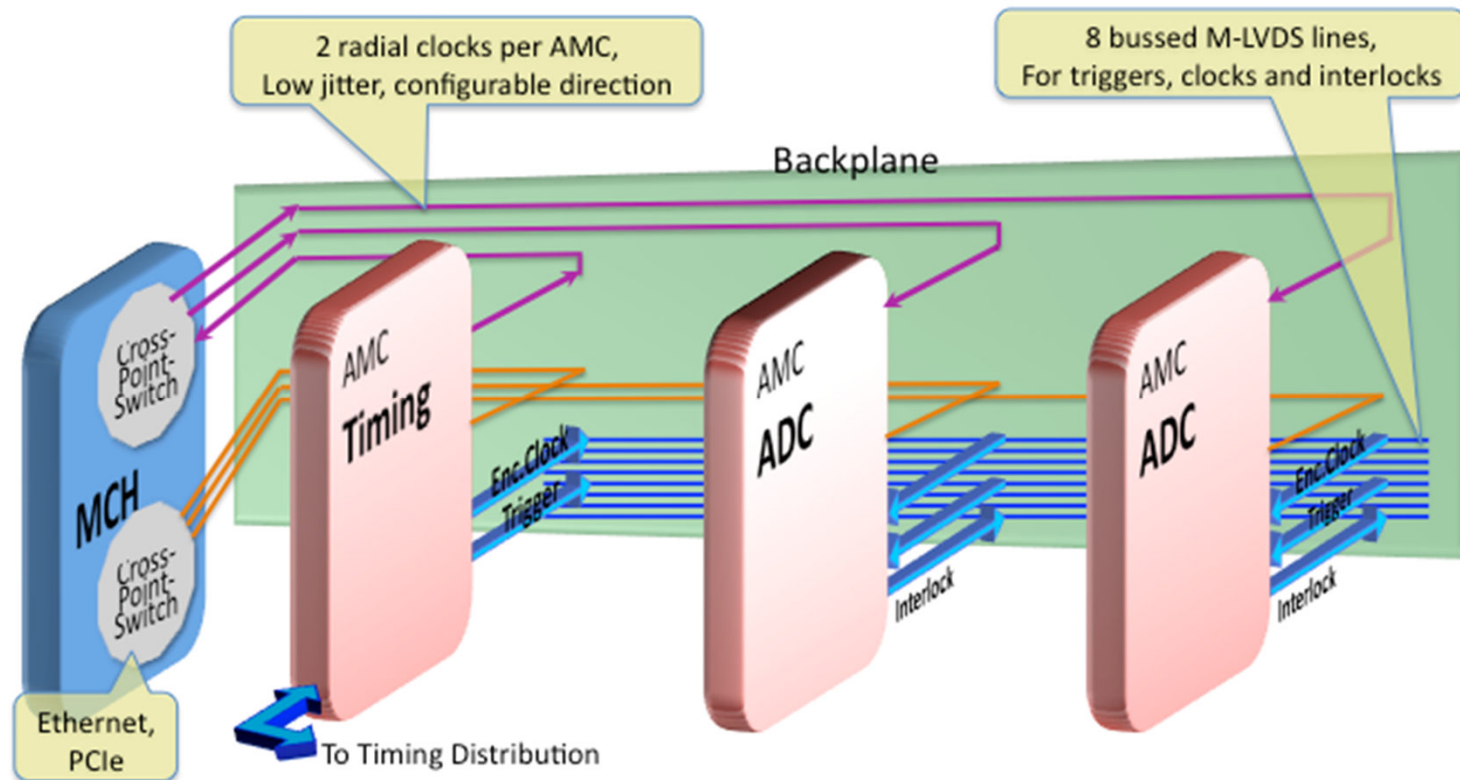 2 radial clocks per AMC,
Low jitter, configurable direction
8 bussed M-LVDS lines,
For triggers, clocks and interlocks
Backplane
Cross-
Point-
Switch
MCH
Cross-
Point-
Switch
Ethernet,
PCIe
AMC
Timing
Enc.Clock
Trigger
To Timing Distribution
AMC
ADC
Interlock
AMC
ADC
Enc.Clock
Trigger
Interlock